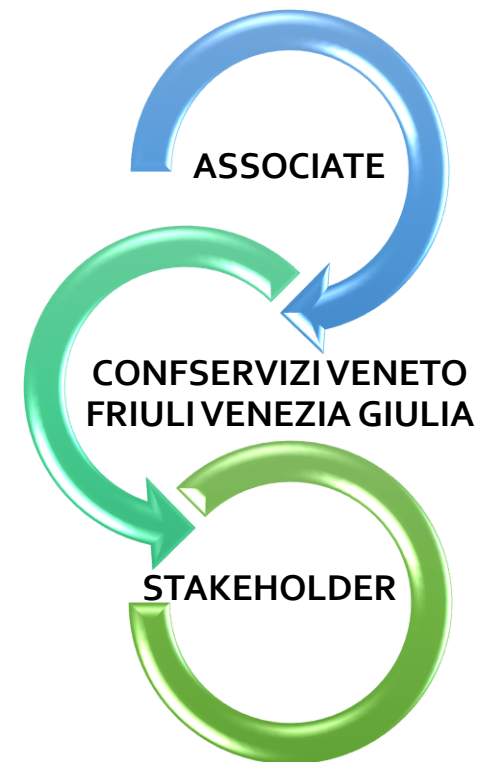 ASSOCIATE
CONFSERVIZI VENETO
FRIULI VENEZIA GIULIA
STAKEHOLDER